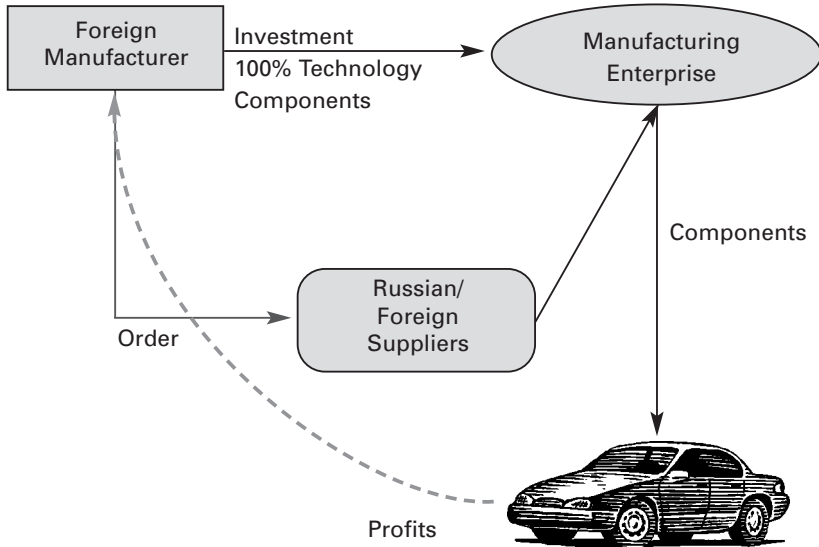 Foreign
Manufacturer
Investment
100% Technology
Components
Manufacturing
Enterprise
Components
Russian/
Foreign
Suppliers
Order
Profits